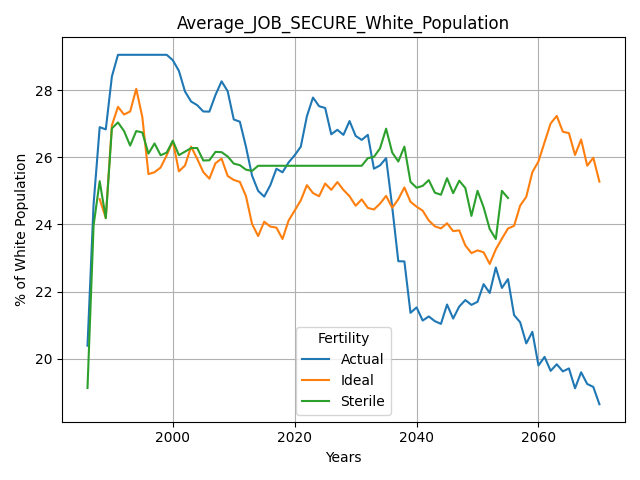 Average_JOB_SECURE_White_Population
% of White Population
28
26
24
22
20
2000
2020
2040
2060
Years
Fertility
Actual
Ideal
Sterile